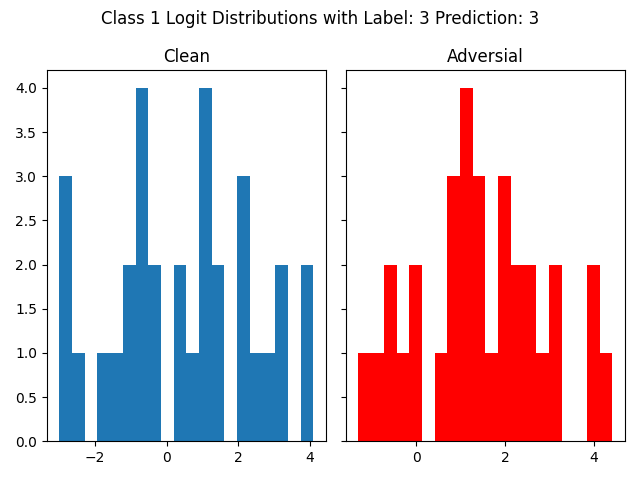 Class 1 Logit Distributions with Label: 3 Prediction: 3
Clean
Adversial
4.0
3.5
3.0
2.5
2.0
1.5
1.0
0.5
0.0
−2 0 2 4
0 2 4